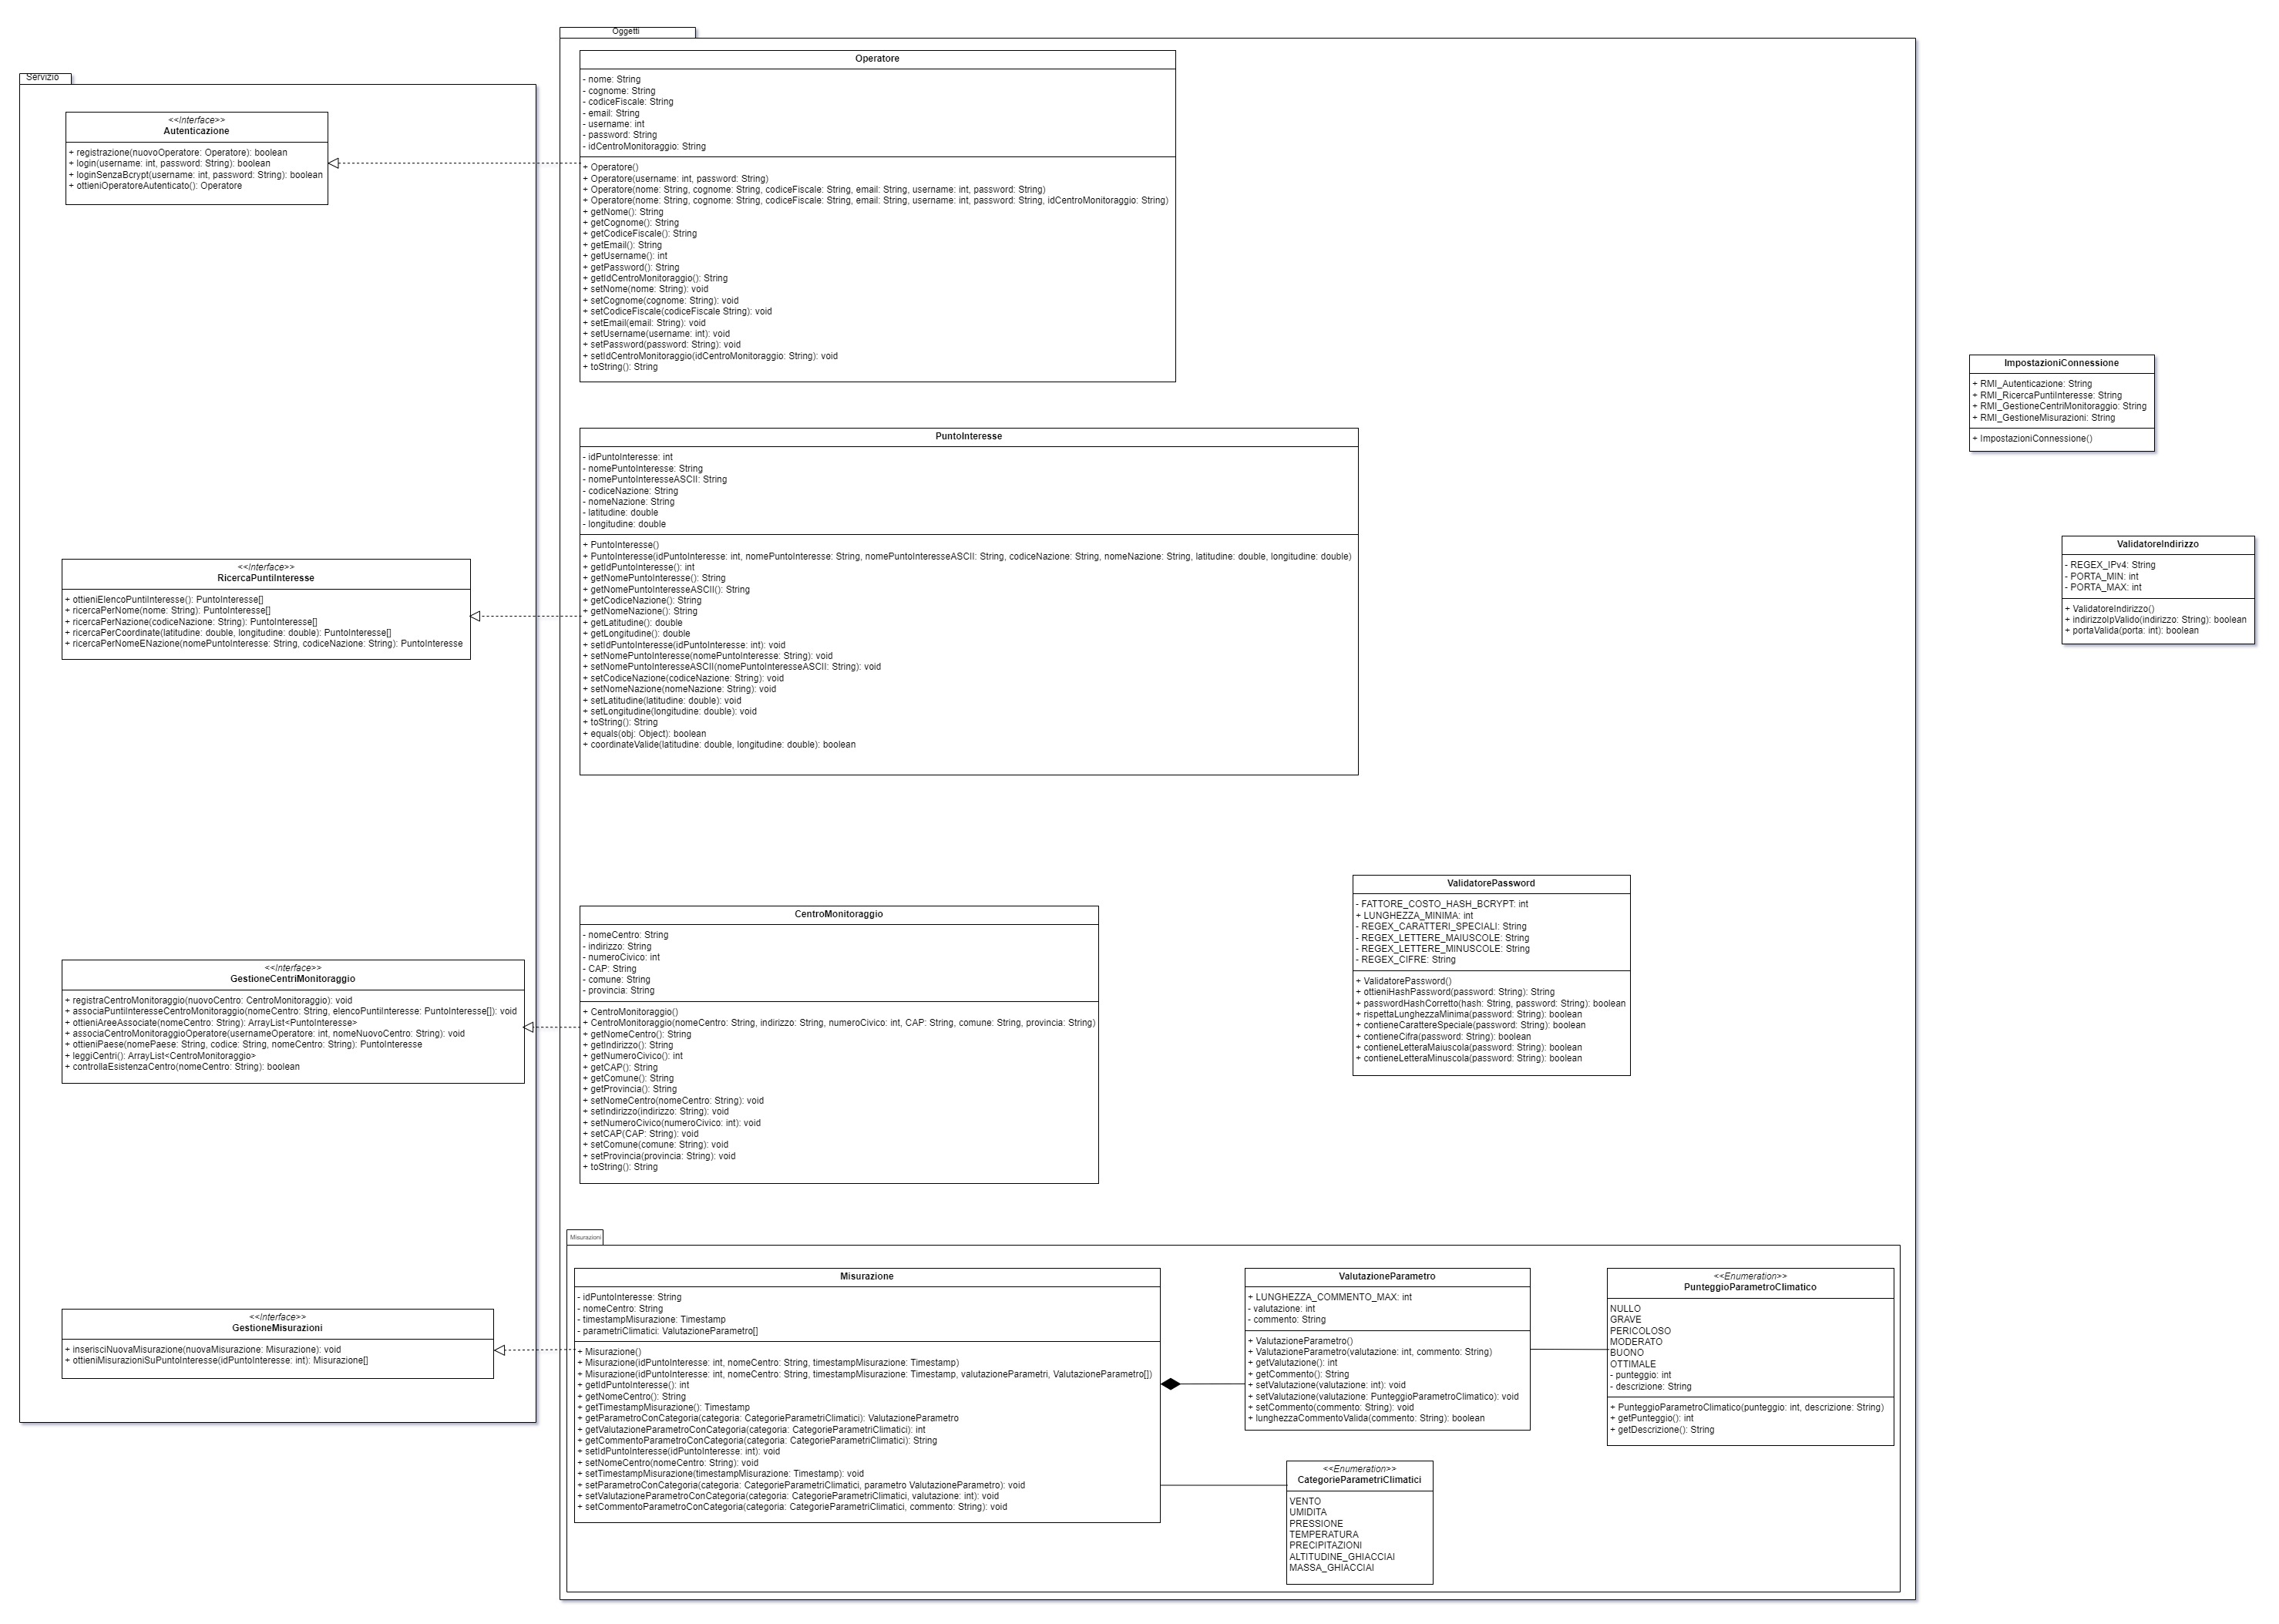 Servizio
<<Interface>>
Autenticazione
+ registrazione(nuovoOperatore: Operatore): boolean
+ login(username: int, password: String): boolean
+ loginSenzaBcrypt(username: int, password: String): boolean
+ ottieniOperatoreAutenticato(): Operatore
<<Interface>>
RicercaPuntiInteresse
+ ottieniElencoPuntiInteresse(): PuntoInteresse[]
+ ricercaPerNome(nome: String): PuntoInteresse[]
+ ricercaPerNazione(codiceNazione: String): PuntoInteresse[]
+ ricercaPerCoordinate(latitudine: double, longitudine: double): PuntoInteresse[]
+ ricercaPerNomeENazione(nomePuntoInteresse: String, codiceNazione: String): PuntoInteresse
<<Interface>>
GestioneCentriMonitoraggio
+ registraCentroMonitoraggio(nuovoCentro: CentroMonitoraggio): void
+ associaPuntiInteresseCentroMonitoraggio(nomeCentro: String, elencoPuntiInteresse: PuntoInteresse[]): void
+ ottieniAreeAssociate(nomeCentro: String): ArrayList<PuntoInteresse>
+ associaCentroMonitoraggioOperatore(usernameOperatore: int, nomeNuovoCentro: String): void
+ ottieniPaese(nomePaese: String, codice: String, nomeCentro: String): PuntoInteresse
+ leggiCentri(): ArrayList<CentroMonitoraggio>
+ controllaEsistenzaCentro(nomeCentro: String): boolean
<<Interface>>
GestioneMisurazioni
+ inserisciNuovaMisurazione(nuovaMisurazione: Misurazione): void
+ ottieniMisurazioniSuPuntoInteresse(idPuntoInteresse: int): Misurazione[]
Oggetti
Operatore
- nome: String
- cognome: String
- codiceFiscale: String
- email: String
- username: int
- password: String
- idCentroMonitoraggio: String
+ Operatore()
+ Operatore(username: int, password: String)
+ Operatore(nome: String, cognome: String, codiceFiscale: String, email: String, username: int, password: String)
+ Operatore(nome: String, cognome: String, codiceFiscale: String, email: String, username: int, password: String, idCentroMonitoraggio: String)
+ getNome(): String
+ getCognome(): String
+ getCodiceFiscale(): String
+ getEmail(): String
+ getUsername(): int
+ getPassword(): String
+ getIdCentroMonitoraggio(): String
+ setNome(nome: String): void
+ setCognome(cognome: String): void
+ setCodiceFiscale(codiceFiscale String): void
+ setEmail(email: String): void
+ setUsername(username: int): void
+ setPassword(password: String): void
+ setIdCentroMonitoraggio(idCentroMonitoraggio: String): void
+ toString(): String
PuntoInteresse
- idPuntoInteresse: int
- nomePuntoInteresse: String
- nomePuntoInteresseASCII: String
- codiceNazione: String
- nomeNazione: String
- latitudine: double
- longitudine: double
+ PuntoInteresse()
+ PuntoInteresse(idPuntoInteresse: int, nomePuntoInteresse: String, nomePuntoInteresseASCII: String, codiceNazione: String, nomeNazione: String, latitudine: double, longitudine: double)
+ getIdPuntoInteresse(): int
+ getNomePuntoInteresse(): String
+ getNomePuntoInteresseASCII(): String
+ getCodiceNazione(): String
+ getNomeNazione(): String
+ getLatitudine(): double
+ getLongitudine(): double
+ setIdPuntoInteresse(idPuntoInteresse: int): void
+ setNomePuntoInteresse(nomePuntoInteresse: String): void
+ setNomePuntoInteresseASCII(nomePuntoInteresseASCII: String): void
+ setCodiceNazione(codiceNazione: String): void
+ setNomeNazione(nomeNazione: String): void
+ setLatitudine(latitudine: double): void
+ setLongitudine(longitudine: double): void
+ toString(): String
+ equals(obj: Object): boolean
+ coordinateValide(latitudine: double, longitudine: double): boolean
CentroMonitoraggio
- nomeCentro: String
- indirizzo: String
- numeroCivico: int
- CAP: String
- comune: String
- provincia: String
+ CentroMonitoraggio()
+ CentroMonitoraggio(nomeCentro: String, indirizzo: String, numeroCivico: int, CAP: String, comune: String, provincia: String)
+ getNomeCentro(): String
+ getIndirizzo(): String
+ getNumeroCivico(): int
+ getCAP(): String
+ getComune(): String
+ getProvincia(): String
+ setNomeCentro(nomeCentro: String): void
+ setIndirizzo(indirizzo: String): void
+ setNumeroCivico(numeroCivico: int): void
+ setCAP(CAP: String): void
+ setComune(comune: String): void
+ setProvincia(provincia: String): void
+ toString(): String
ValidatorePassword
- FATTORE_COSTO_HASH_BCRYPT: int
+ LUNGHEZZA_MINIMA: int
- REGEX_CARATTERI_SPECIALI: String
- REGEX_LETTERE_MAIUSCOLE: String
- REGEX_LETTERE_MINUSCOLE: String
- REGEX_CIFRE: String
+ ValidatorePassword()
+ ottieniHashPassword(password: String): String
+ passwordHashCorretto(hash: String, password: String): boolean
+ rispettaLunghezzaMinima(password: String): boolean
+ contieneCarattereSpeciale(password: String): boolean
+ contieneCifra(password: String): boolean
+ contieneLetteraMaiuscola(password: String): boolean
+ contieneLetteraMinuscola(password: String): boolean
Misurazioni
Misurazione
- idPuntoInteresse: String
- nomeCentro: String
- timestampMisurazione: Timestamp
- parametriClimatici: ValutazioneParametro[]
+ Misurazione()
+ Misurazione(idPuntoInteresse: int, nomeCentro: String, timestampMisurazione: Timestamp)
+ Misurazione(idPuntoInteresse: int, nomeCentro: String, timestampMisurazione: Timestamp, valutazioneParametri, ValutazioneParametro[])
+ getIdPuntoInteresse(): int
+ getNomeCentro(): String
+ getTimestampMisurazione(): Timestamp
+ getParametroConCategoria(categoria: CategorieParametriClimatici): ValutazioneParametro
+ getValutazioneParametroConCategoria(categoria: CategorieParametriClimatici): int
+ getCommentoParametroConCategoria(categoria: CategorieParametriClimatici): String
+ setIdPuntoInteresse(idPuntoInteresse: int): void
+ setNomeCentro(nomeCentro: String): void
+ setTimestampMisurazione(timestampMisurazione: Timestamp): void
+ setParametroConCategoria(categoria: CategorieParametriClimatici, parametro ValutazioneParametro): void
+ setValutazioneParametroConCategoria(categoria: CategorieParametriClimatici, valutazione: int): void
+ setCommentoParametroConCategoria(categoria: CategorieParametriClimatici, commento: String): void
ValutazioneParametro
+ LUNGHEZZA_COMMENTO_MAX: int
- valutazione: int
- commento: String
+ ValutazioneParametro()
+ ValutazioneParametro(valutazione: int, commento: String)
+ getValutazione(): int
+ getCommento(): String
+ setValutazione(valutazione: int): void
+ setValutazione(valutazione: PunteggioParametroClimatico): void
+ setCommento(commento: String): void
+ lunghezzaCommentoValida(commento: String): boolean
<<Enumeration>>
PunteggioParametroClimatico
NULLO
GRAVE
PERICOLOSO
MODERATO
BUONO
OTTIMALE
- punteggio: int
- descrizione: String
+ PunteggioParametroClimatico(punteggio: int, descrizione: String)
+ getPunteggio(): int
+ getDescrizione(): String
<<Enumeration>>
CategorieParametriClimatici
VENTO
UMIDITA
PRESSIONE
TEMPERATURA
PRECIPITAZIONI
ALTITUDINE_GHIACCIAI
MASSA_GHIACCIAI
ImpostazioniConnessione
+ RMI_Autenticazione: String
+ RMI_RicercaPuntiInteresse: String
+ RMI_GestioneCentriMonitoraggio: String
+ RMI_GestioneMisurazioni: String
+ ImpostazioniConnessione()
ValidatoreIndirizzo
- REGEX_IPv4: String
- PORTA_MIN: int
- PORTA_MAX: int
+ ValidatoreIndirizzo()
+ indirizzoIpValido(indirizzo: String): boolean
+ portaValida(porta: int): boolean